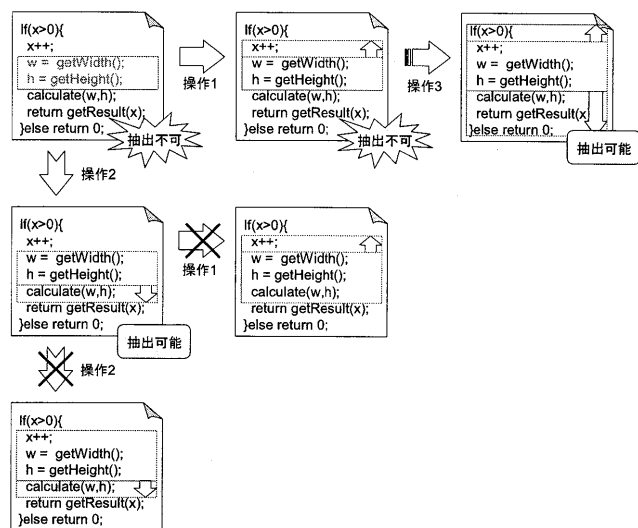 If(x>0){
x++;
w = getWidth();
h = getHeight();
calculate(w,h);
return getResult(x);
}else return 0;
抽出不可
操作1
If(x>0){
x++;
w = getWidth();
h = getHeight();
calculate(w,h);
return getResult(x);
}else return 0;
抽出不可
操作3
If(x>0){
x++;
w = getWidth();
h = getHeight();
calculate(w,h);
return getResult(x
}else return 0;
抽出可能
操作2
If(x>0){
x++;
w = getWidth();
h = getHeight();
calculate(w,h);
return getResult(x);
}else return 0;
抽出可能
操作1
If(x>0){
x++;
w = getWidth();
h = getHeight();
calculate(w,h);
return getResult(x);
}else return 0;
操作2
If(x>0){
x++;
w = getWidth();
h = getHeight();
calculate(w,h);
return getResult(x);
}else return 0;